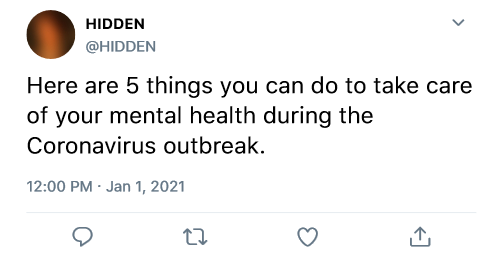 HIDDEN
@HIDDEN
Here are 5 things you can do to take care
of your mental health during the
Coronavirus outbreak.
12:00 PM · Jan 1, 2021